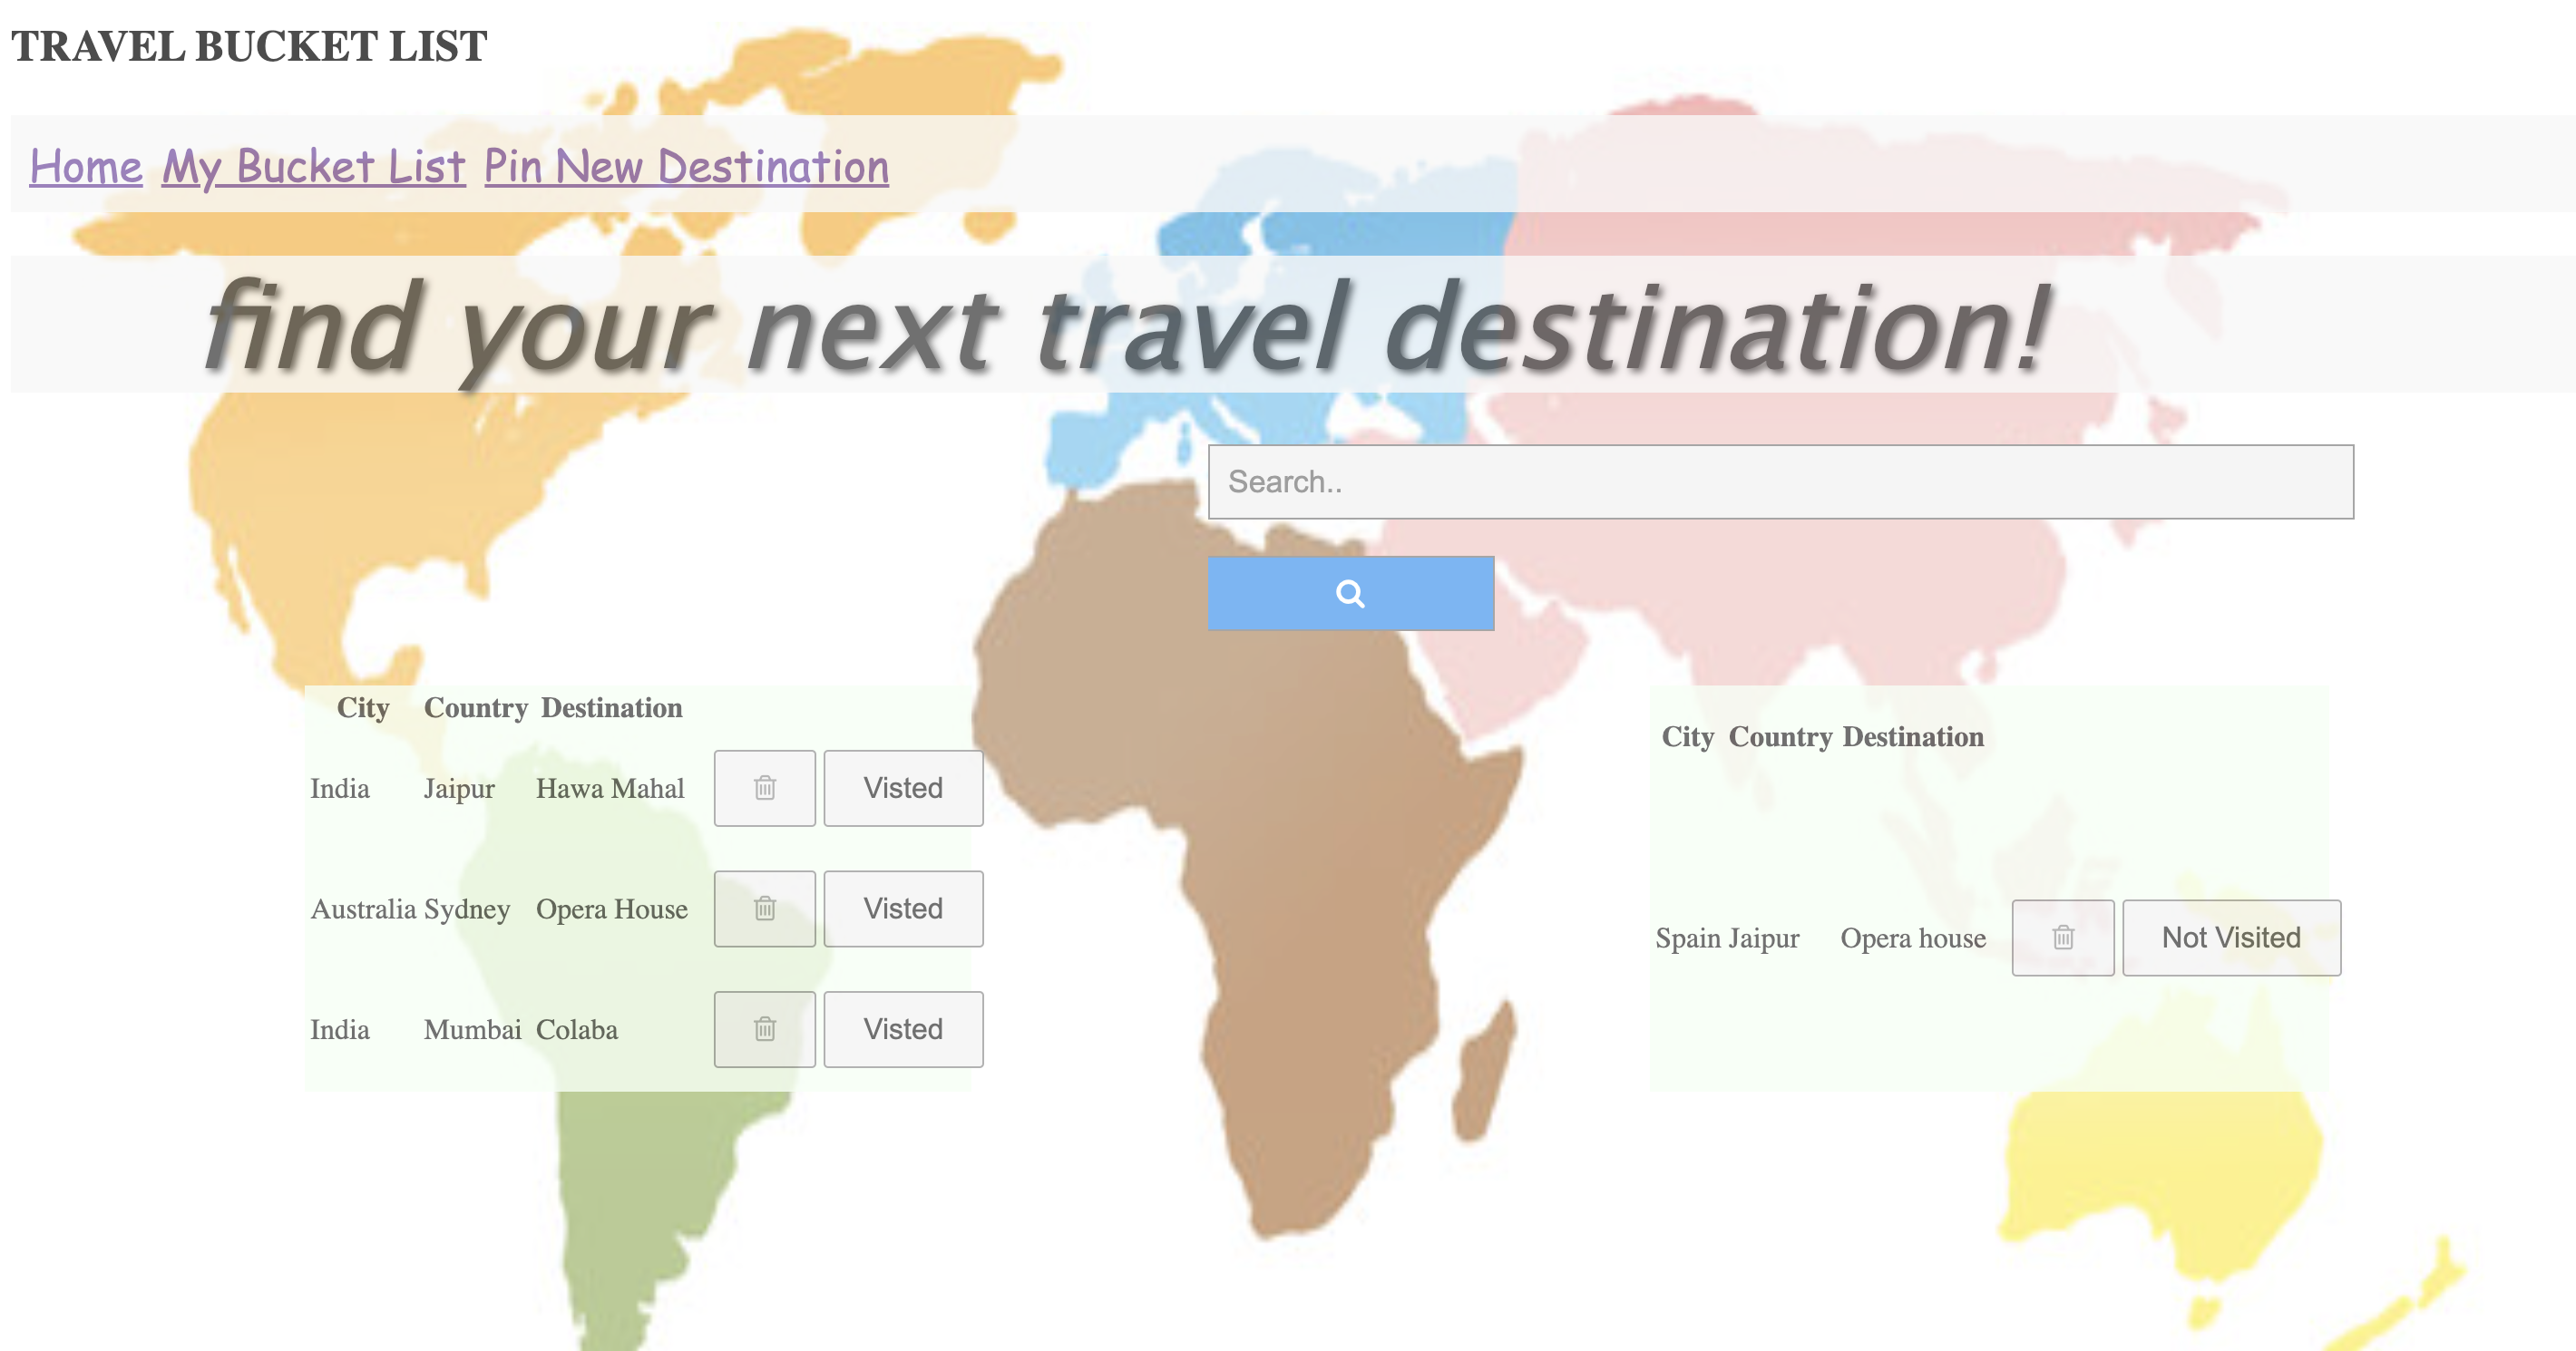 TRAVEL BUCKET LIST
Home My Bucket List Pin New Destination
find your next travel destination!
Search..
City Country Destination
India Jaipur Hawa Mahal Visted
Australia Sydney Opera House Visted
India Mumbai Colaba Visted
City Country Destination
Spain Jaipur Opera house Not Visited